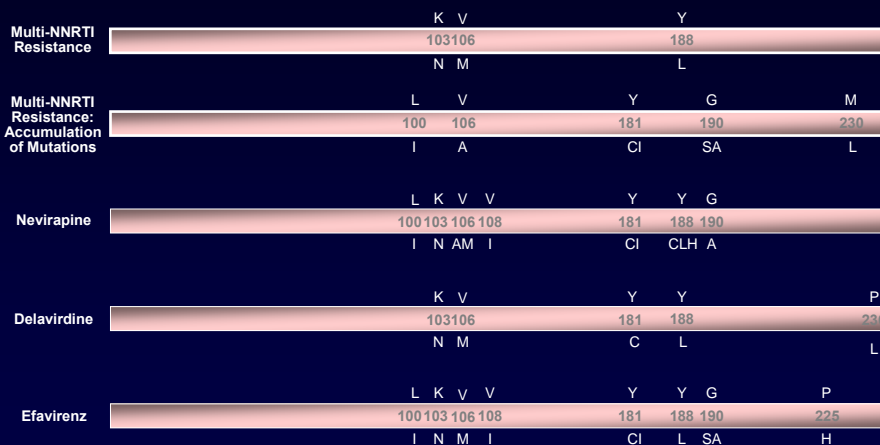 K V Y
Multi-NNRTI
Resistance
103 106 188
N M L
L V Y G M
Multi-NNRTI
Resistance:
Accumulation
of Mutations
100 106 181 190 230
I A CI SA L
L K V V Y Y G
Nevirapine
100 103 106 108 181 188 190
I N AM I CI CLH A
K V Y Y P
Delavirdine
103 106 181 188
N M C L L
L K V V Y Y G P
Efavirenz
100 103 106 108 181 188 190 225
I N M I CI L SA H